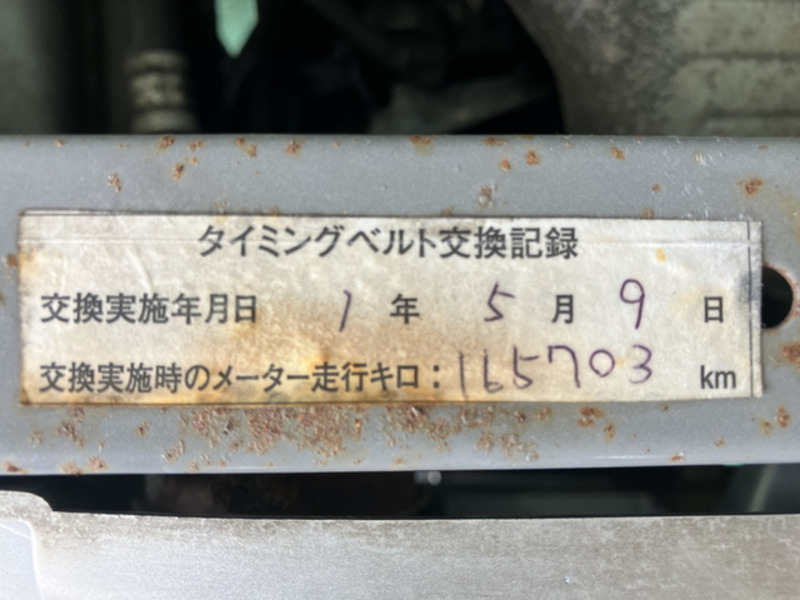 タイミングベルト交換記録
交換実施年月日 1 年 5 月 9 日
交換実施時のメーター走行キロ：165703 km